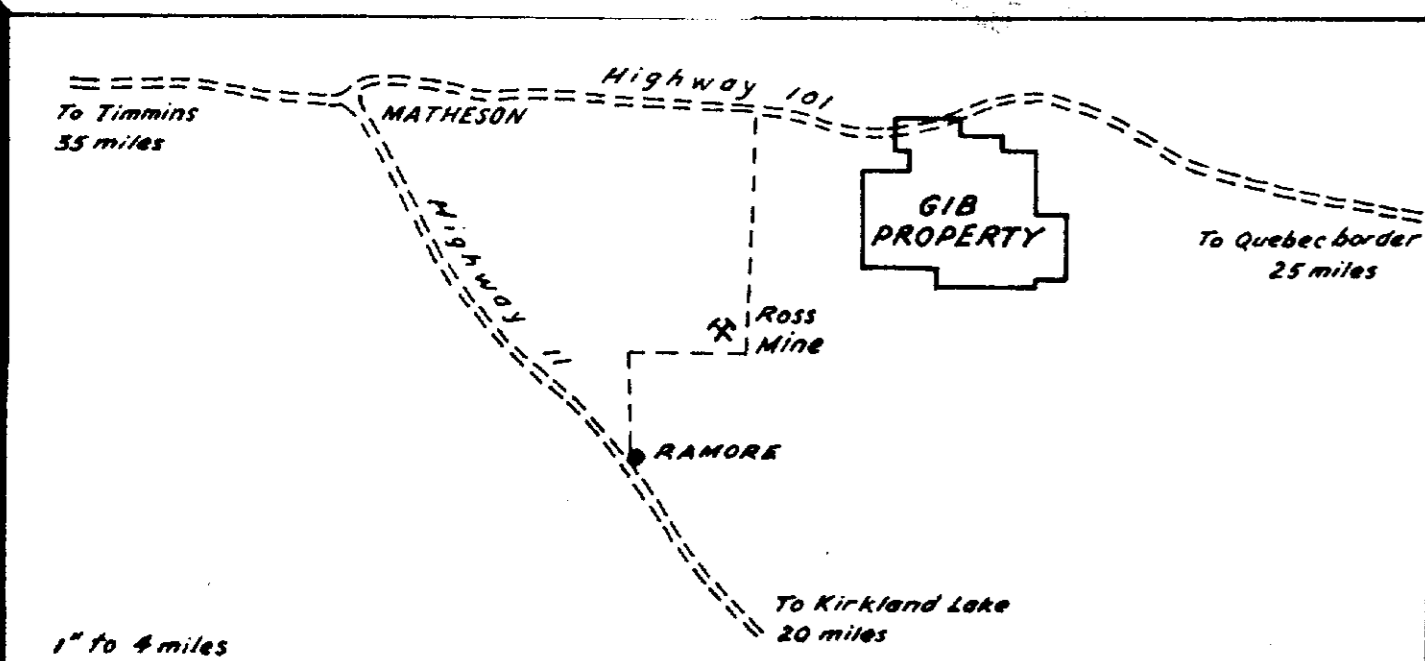 Highway 101
To Timmins
35 miles
MATHESON
GIB
PROPERTY
To Quebec border
25 miles
Highway 11
Ross
Mine
RAMORE
To Kirkland Lake
20 miles
1" to 4 miles